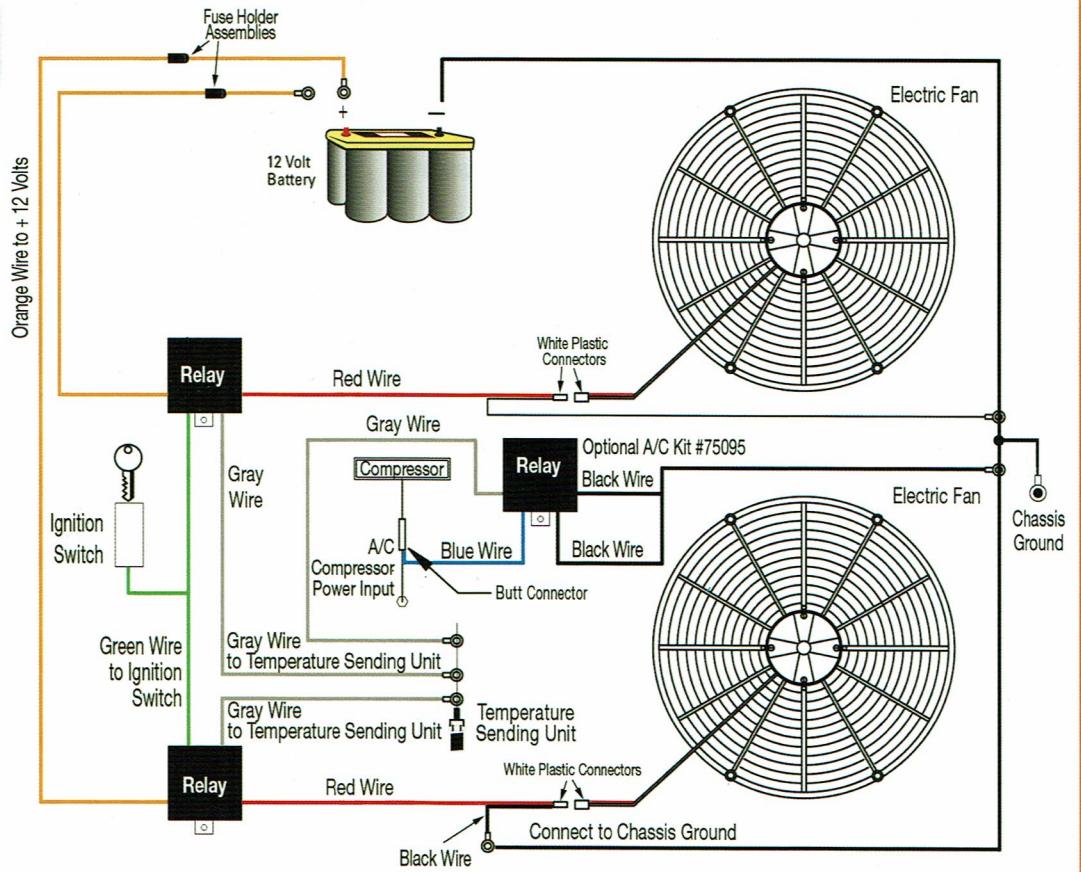 Fuse Holder
Assemblies
Electric Fan
+
−
12 Volt
Battery
Orange Wire to + 12 Volts
White Plastic
Connectors
Relay
Red Wire
Gray Wire
Optional A/C Kit #75095
Compressor
Relay
Black Wire
Gray
Wire
Electric Fan
Ignition
Switch
Chassis
Ground
A/C
Compressor
Power Input
Blue Wire
Black Wire
Butt Connector
Green Wire
to Ignition
Switch
Gray Wire
to Temperature Sending Unit
Gray Wire
to Temperature Sending Unit
Temperature
Sending Unit
Relay
Red Wire
White Plastic Connectors
Connect to Chassis Ground
Black Wire